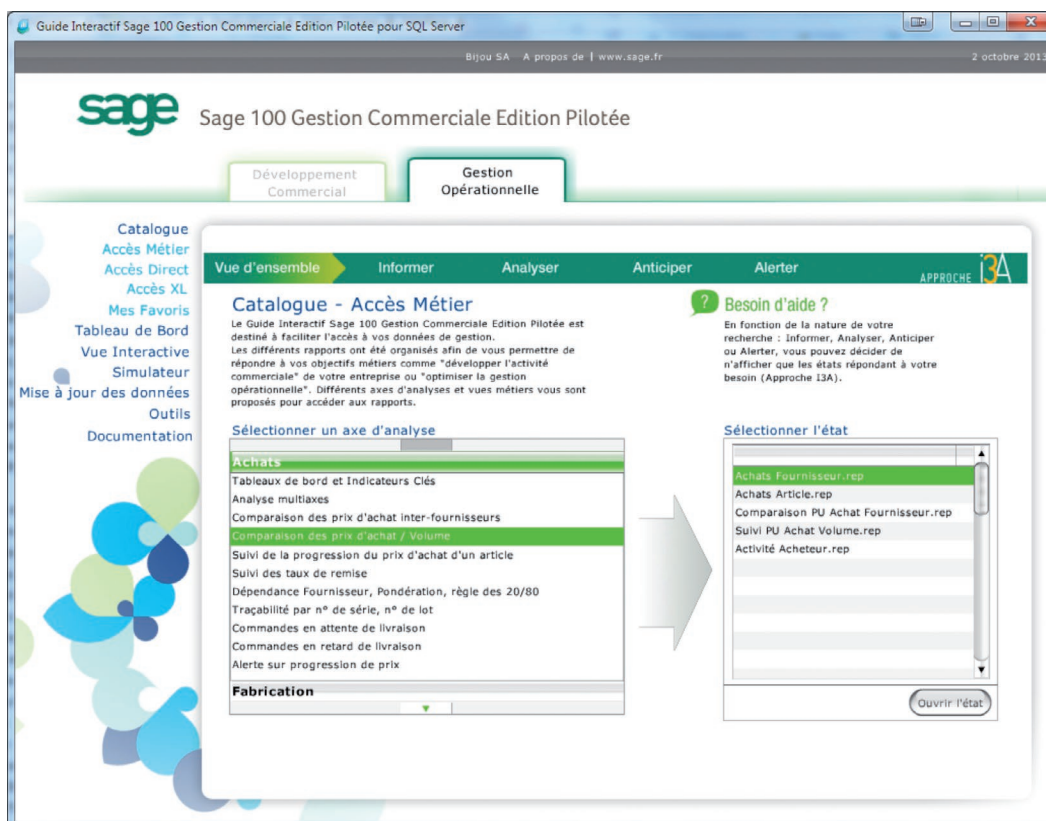 Guide Interactif Sage 100 Gestion Commerciale Edition Pilotée pour SQL Server
Bijou SA A propos de | www.sage.fr
2 octobre 2013
sage
Sage 100 Gestion Commerciale Edition Pilotée
Développement
Commercial
Gestion
Opérationnelle
Catalogue
Accès Métier
Accès Direct
Accès XL
Mes Favoris
Tableau de Bord
Vue Interactive
Simulateur
Mise à jour des données
Outils
Documentation
Vue d'ensemble
Informer
Analyser
Anticiper
Alerter
APPROCHE i3A
Catalogue - Accès Métier
Le Guide Interactif Sage 100 Gestion Commerciale Edition Pilotée est
destiné à faciliter l'accès à vos données de gestion.
Les différents rapports ont été organisés afin de vous permettre de
répondre à vos objectifs métiers comme "développer l'activité
commerciale" de votre entreprise ou "optimiser la gestion
opérationnelle". Différents axes d'analyses et vues métiers vous sont
proposés pour accéder aux rapports.
? Besoin d'aide ?
En fonction de la nature de votre
recherche : Informer, Analyser, Anticiper
ou Alerter, vous pouvez décider de
n'afficher que les états répondant à votre
besoin (Approche I3A).
Sélectionner un axe d'analyse
Achats
Tableaux de bord et Indicateurs Clés
Analyse multiaxes
Comparaison des prix d'achat inter-fournisseurs
Comparaison des prix d'achat / Volume
Suivi de la progression du prix d'achat d'un article
Suivi des taux de remise
Dépendance Fournisseur, Pondération, règle des 20/80
Traçabilité par n° de série, n° de lot
Commandes en attente de livraison
Commandes en retard de livraison
Alerte sur progression de prix
Fabrication
Sélectionner l'état
Achats Fournisseur.rep
Achats Article.rep
Comparaison PU Achat Fournisseur.rep
Suivi PU Achat Volume.rep
Activité Acheteur.rep
Ouvrir l'état